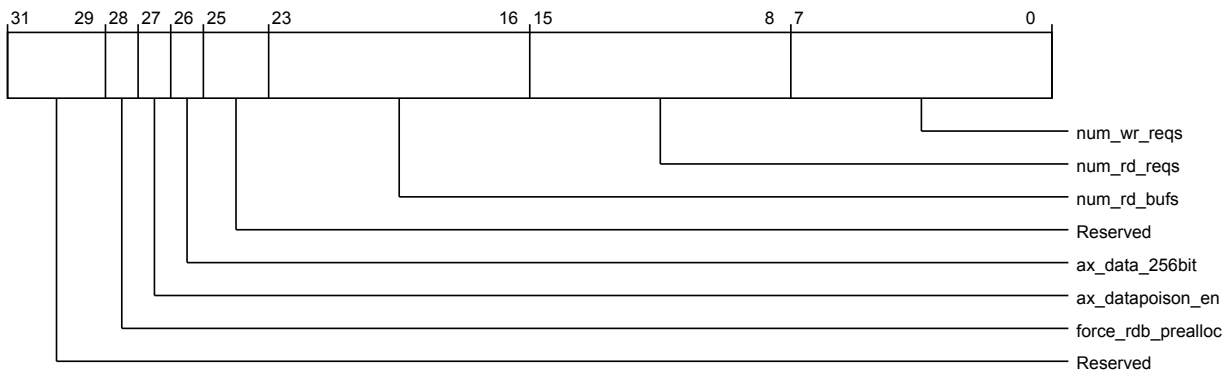 31 29 28 27 26 25 23 16 15 8 7 0
num_wr_reqs
num_rd_reqs
num_rd_bufs
Reserved
ax_data_256bit
ax_datapoison_en
force_rdb_prealloc
Reserved